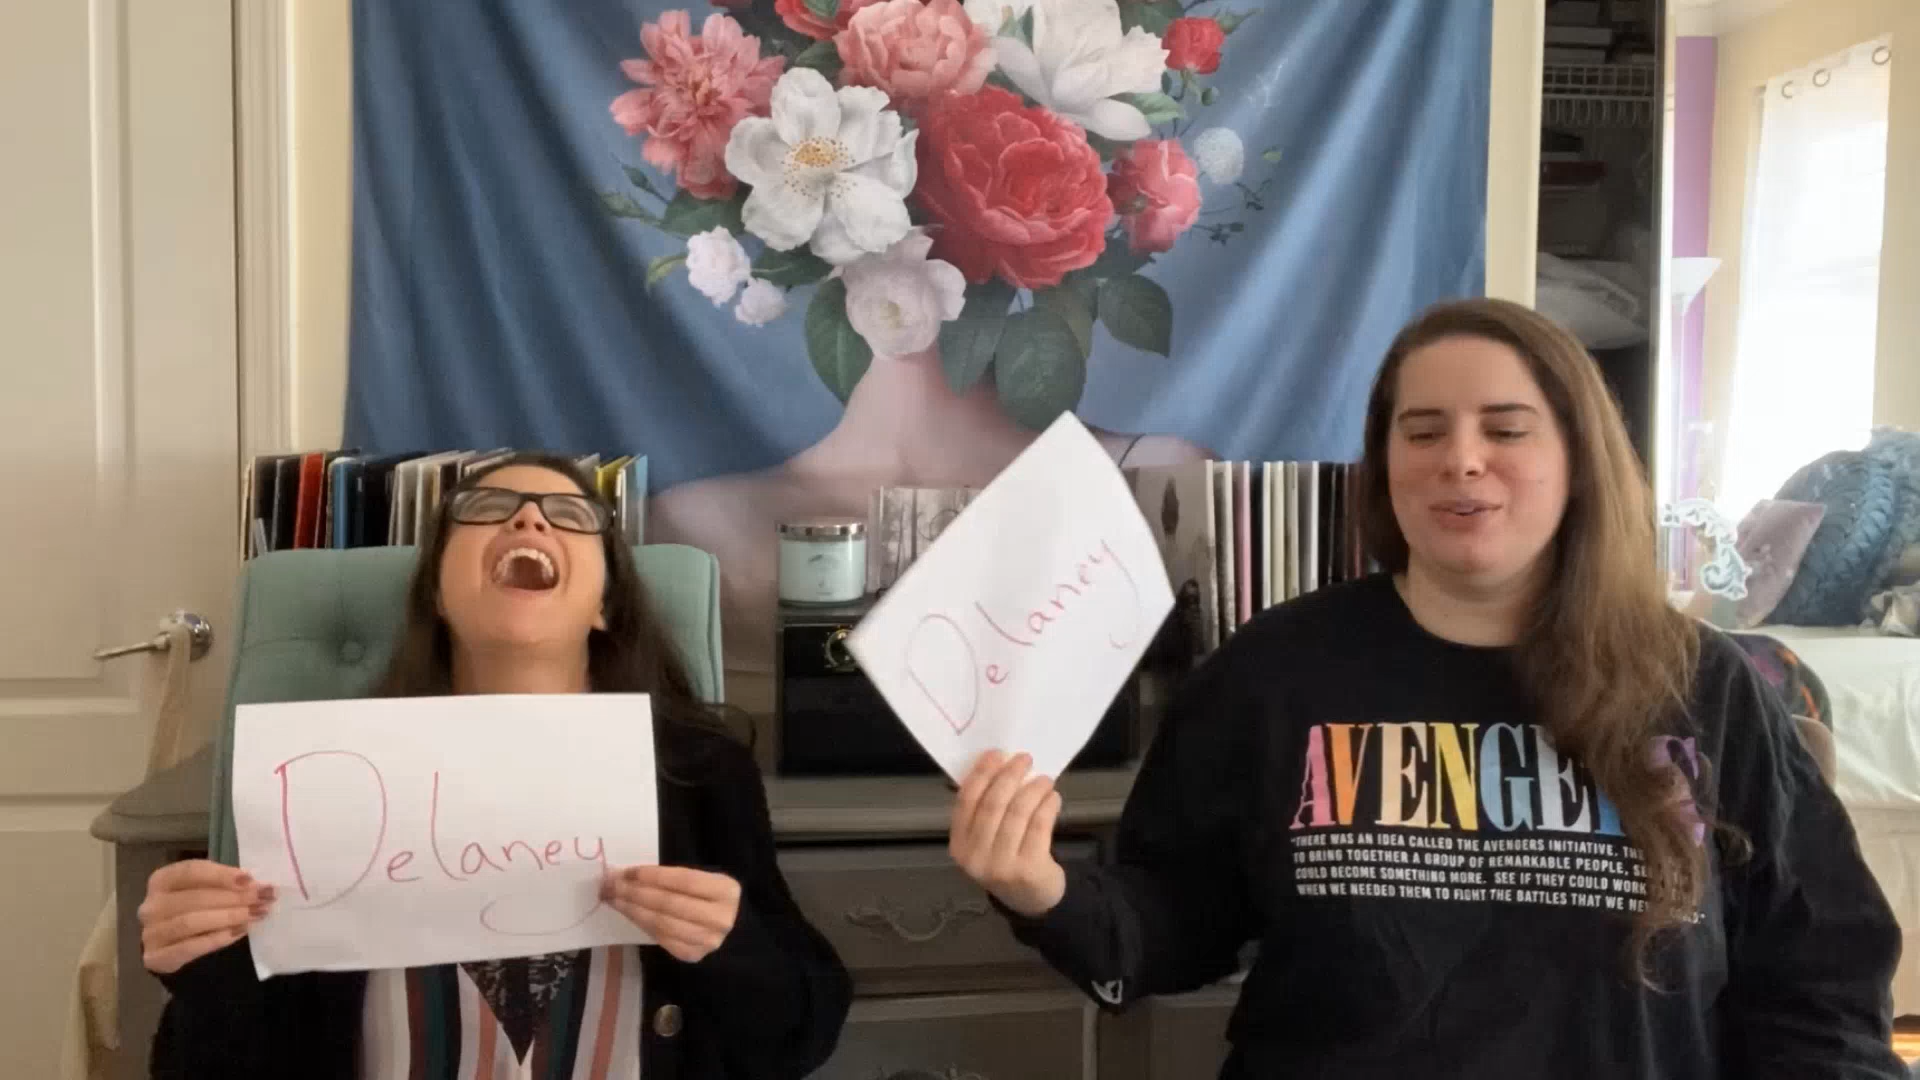 Delaney
Delaney
AVENGE
"THERE WAS AN IDEA CALLED THE AVENGERS INITIATIVE. TH
TO BRING TOGETHER A GROUP OF REMARKABLE PEOPLE, SE
COULD BECOME SOMETHING MORE. SEE IF THEY COULD WORK
WHEN WE NEEDED THEM TO FIGHT THE BATTLES THAT WE NE